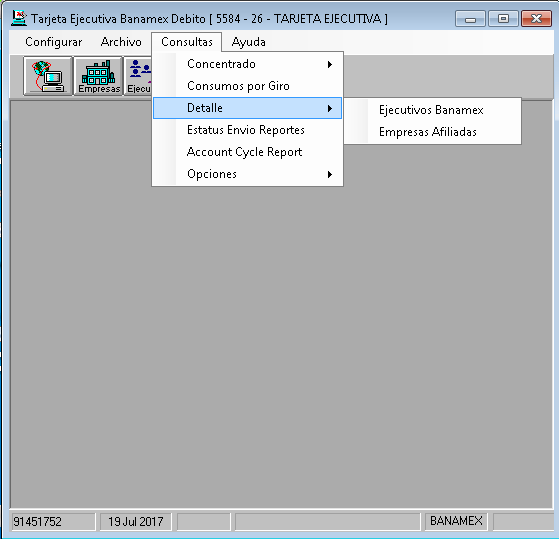 Tarjeta Ejecutiva Banamex Debito [ 5584 - 26 - TARJETA EJECUTIVA ]
Configurar Archivo Consultas Ayuda
Empresas Ejecu
Concentrado
Consumos por Giro
Detalle
Ejecutivos Banamex
Estatus Envio Reportes
Empresas Afiliadas
Account Cycle Report
Opciones
91451752 19 Jul 2017 BANAMEX